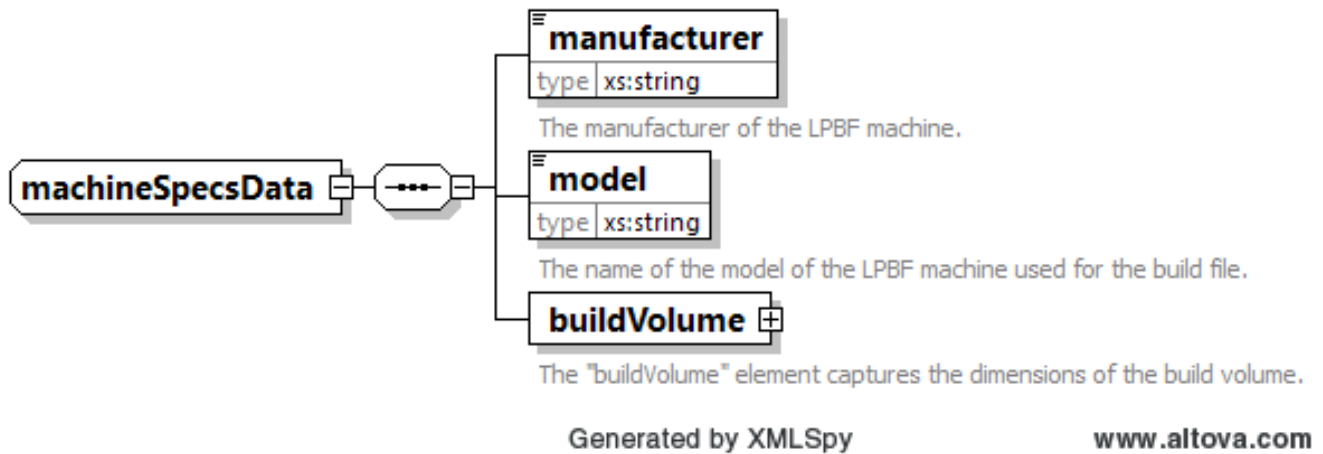 manufacturer
type xs:string
The manufacturer of the LPBF machine.
machineSpecsData
model
type xs:string
The name of the model of the LPBF machine used for the build file.
buildVolume
The "buildVolume" element captures the dimensions of the build volume.
Generated by XMLSpy www.altova.com